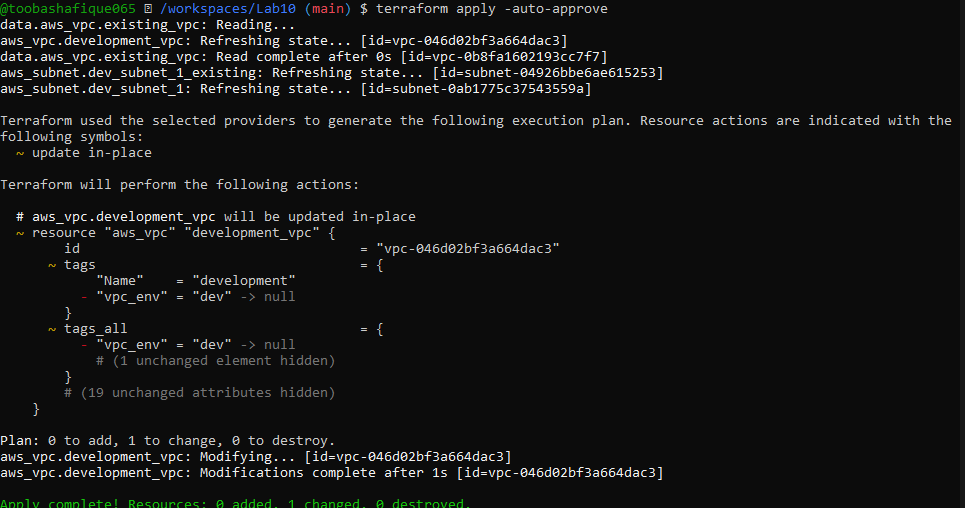 @toobashafique065 /workspaces/Lab10 (main) $ terraform apply -auto-approve
data.aws_vpc.existing_vpc: Reading...
aws_vpc.development_vpc: Refreshing state... [id=vpc-046d02bf3a664dac3]
data.aws_vpc.existing_vpc: Read complete after 0s [id=vpc-0b8fa1602193cc7f7]
aws_subnet.dev_subnet_1_existing: Refreshing state... [id=subnet-04926bbe6ae615253]
aws_subnet.dev_subnet_1: Refreshing state... [id=subnet-0ab1775c37543559a]
Terraform used the selected providers to generate the following execution plan. Resource actions are indicated with the
following symbols:
  ~ update in-place
Terraform will perform the following actions:
  # aws_vpc.development_vpc will be updated in-place
  ~ resource "aws_vpc" "development_vpc" {
        id                                   = "vpc-046d02bf3a664dac3"
      ~ tags                                 = {
            "Name"    = "development"
          - "vpc_env" = "dev" -> null
        }
      ~ tags_all                             = {
          - "vpc_env" = "dev" -> null
            # (1 unchanged element hidden)
        }
        # (19 unchanged attributes hidden)
    }
Plan: 0 to add, 1 to change, 0 to destroy.
aws_vpc.development_vpc: Modifying... [id=vpc-046d02bf3a664dac3]
aws_vpc.development_vpc: Modifications complete after 1s [id=vpc-046d02bf3a664dac3]
Apply complete! Resources: 0 added, 1 changed, 0 destroyed.